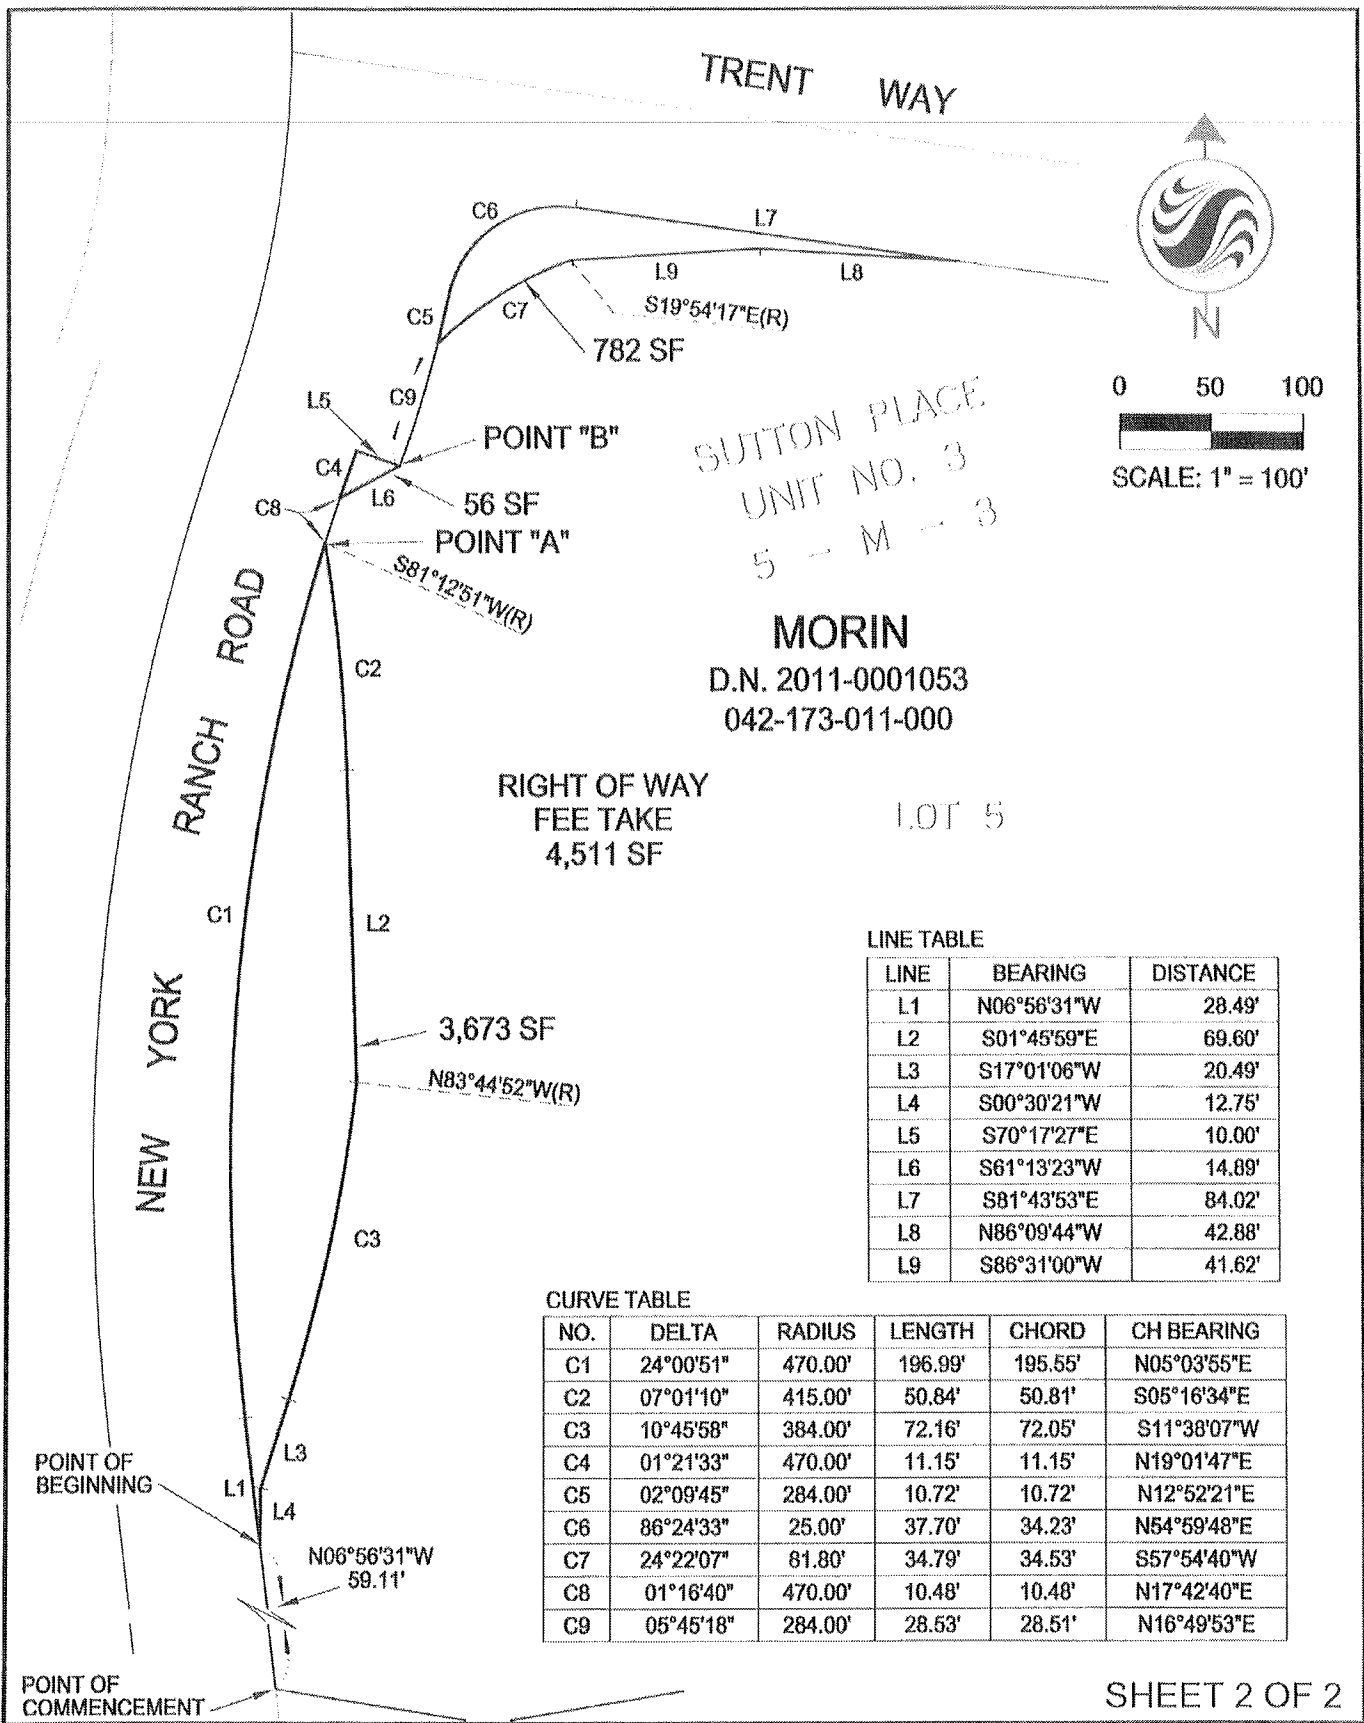 TRENT WAY
C6
L7
L9
L8
C5
C7
S19°54'17"E(R)
782 SF
N
C9
L5
0 50 100
SCALE: 1" = 100'
POINT "B"
C4
L6
56 SF
C8
POINT "A"
S81°12'51"W(R)
SUTTON PLACE
UNIT NO. 3
5 - M - 3
NEW YORK RANCH ROAD
C2
MORIN
D.N. 2011-0001053
042-173-011-000
RIGHT OF WAY
FEE TAKE
4,511 SF
LOT 5
C1
L2
3,673 SF
N83°44'52"W(R)
C3
LINE TABLE
LINE BEARING DISTANCE
L1 N06°56'31"W 28.49'
L2 S01°45'59"E 69.60'
L3 S17°01'06"W 20.49'
L4 S00°30'21"W 12.75'
L5 S70°17'27"E 10.00'
L6 S61°13'23"W 14.89'
L7 S81°43'53"E 84.02'
L8 N86°09'44"W 42.88'
L9 S86°31'00"W 41.62'
CURVE TABLE
NO. DELTA RADIUS LENGTH CHORD CH BEARING
C1 24°00'51" 470.00' 196.99' 195.55' N05°03'55"E
C2 07°01'10" 415.00' 50.84' 50.81' S05°16'34"E
C3 10°45'58" 384.00' 72.16' 72.05' S11°38'07"W
C4 01°21'33" 470.00' 11.15' 11.15' N19°01'47"E
C5 02°09'45" 284.00' 10.72' 10.72' N12°52'21"E
C6 86°24'33" 25.00' 37.70' 34.23' N54°59'48"E
C7 24°22'07" 81.80' 34.79' 34.53' S57°54'40"W
C8 01°16'40" 470.00' 10.48' 10.48' N17°42'40"E
C9 05°45'18" 284.00' 28.53' 28.51' N16°49'53"E
L3
POINT OF
BEGINNING
L1
L4
N06°56'31"W
59.11'
POINT OF
COMMENCEMENT
SHEET 2 OF 2